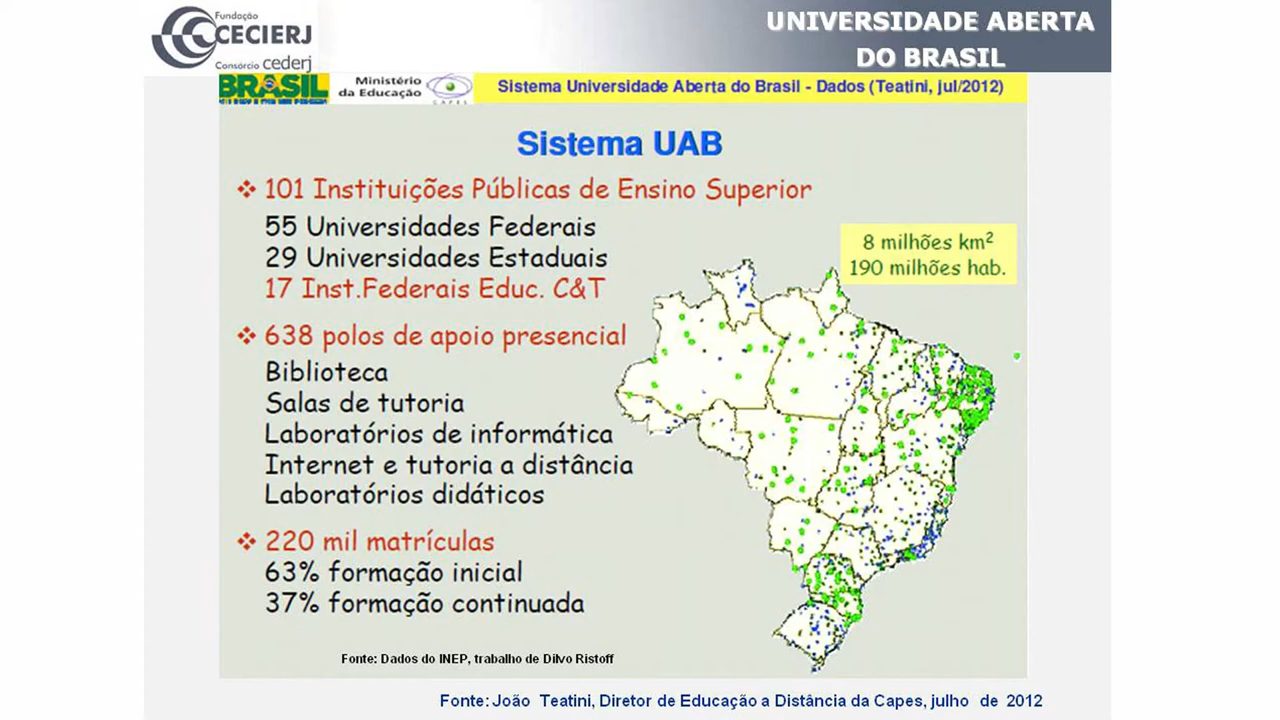 Fundação
CECIERJ
Consórcio cederj
UNIVERSIDADE ABERTA
DO BRASIL
BRASIL
Ministério
da Educação
CAPES
Sistema Universidade Aberta do Brasil - Dados (Teatini, jul/2012)
Sistema UAB
❖ 101 Instituições Públicas de Ensino Superior
55 Universidades Federais
29 Universidades Estaduais
17 Inst.Federais Educ. C&T
8 milhões km²
190 milhões hab.
❖ 638 polos de apoio presencial
Biblioteca
Salas de tutoria
Laboratórios de informática
Internet e tutoria a distância
Laboratórios didáticos
❖ 220 mil matrículas
63% formação inicial
37% formação continuada
Fonte: Dados do INEP, trabalho de Dilvo Ristoff
Fonte: João Teatini, Diretor de Educação a Distância da Capes, julho de 2012